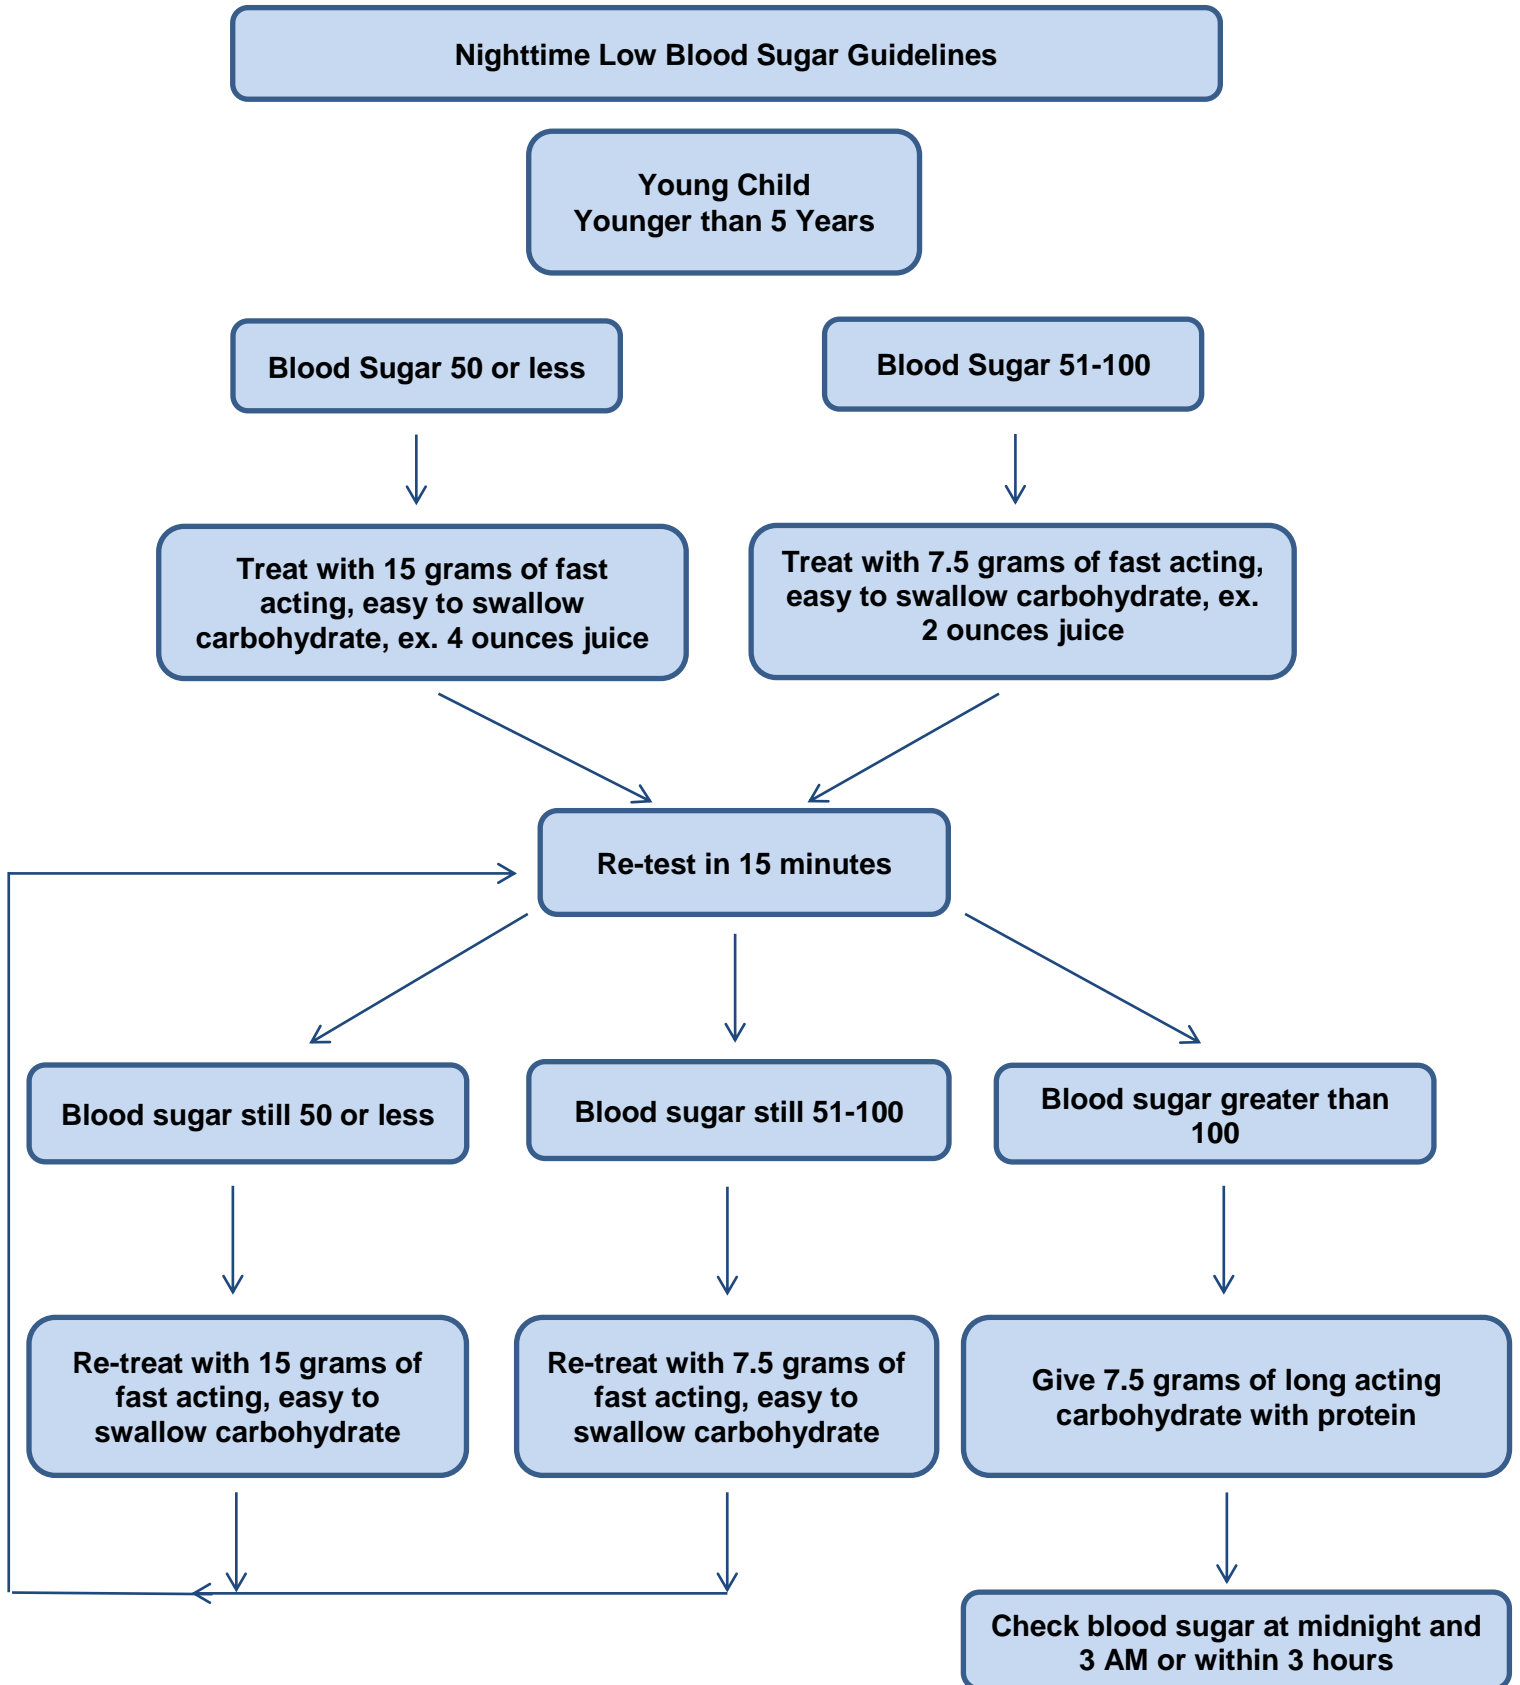 Nighttime Low Blood Sugar Guidelines
Young Child
Younger than 5 Years
Blood Sugar 50 or less
Blood Sugar 51-100
Treat with 15 grams of fast
acting, easy to swallow
carbohydrate, ex. 4 ounces juice
Treat with 7.5 grams of fast acting,
easy to swallow carbohydrate, ex.
2 ounces juice
Re-test in 15 minutes
Blood sugar still 50 or less
Blood sugar still 51-100
Blood sugar greater than
100
Re-treat with 15 grams of
fast acting, easy to
swallow carbohydrate
Re-treat with 7.5 grams of
fast acting, easy to
swallow carbohydrate
Give 7.5 grams of long acting
carbohydrate with protein
Check blood sugar at midnight and
3 AM or within 3 hours